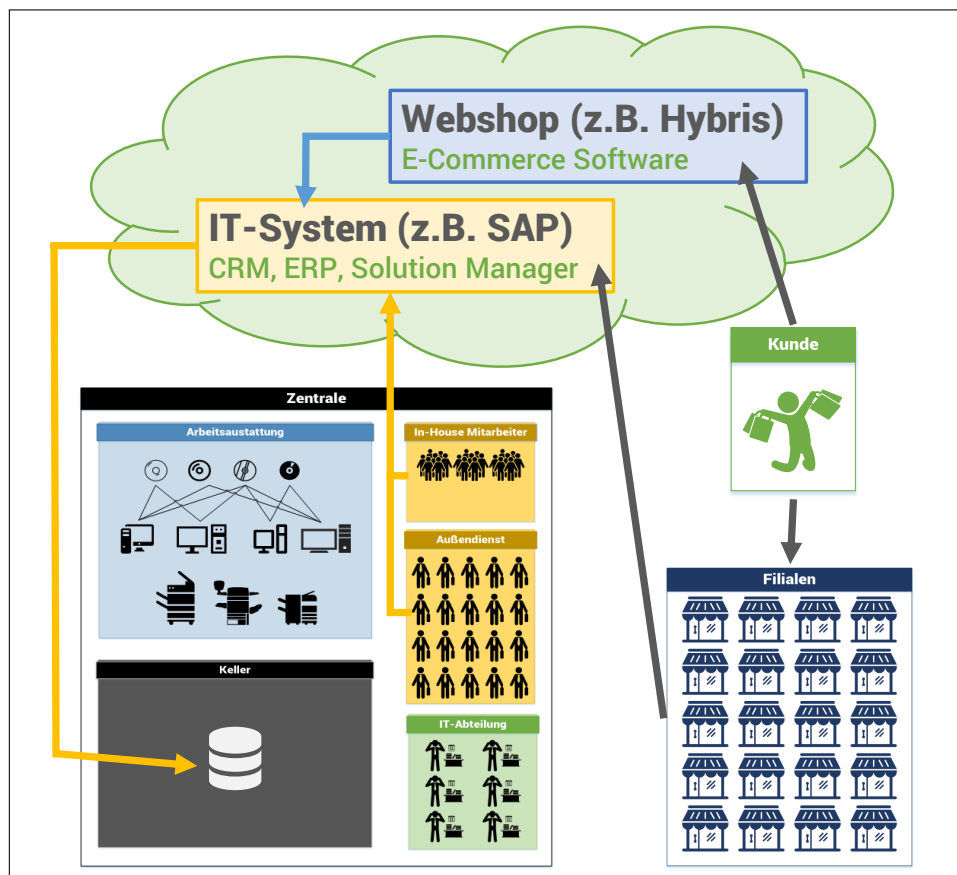 Webshop (z.B. Hybris)
E-Commerce Software
IT-System (z.B. SAP)
CRM, ERP, Solution Manager
Kunde
Zentrale
Arbeitsaustattung
In-House Mitarbeiter
Außendienst
Filialen
Keller
IT-Abteilung